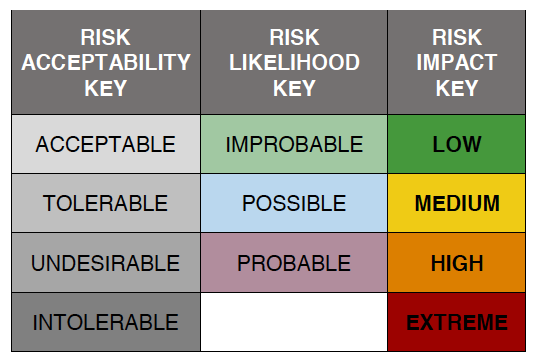 RISK ACCEPTABILITY KEY
RISK LIKELIHOOD KEY
RISK IMPACT KEY
ACCEPTABLE IMPROBABLE LOW
TOLERABLE POSSIBLE MEDIUM
UNDESIRABLE PROBABLE HIGH
INTOLERABLE EXTREME